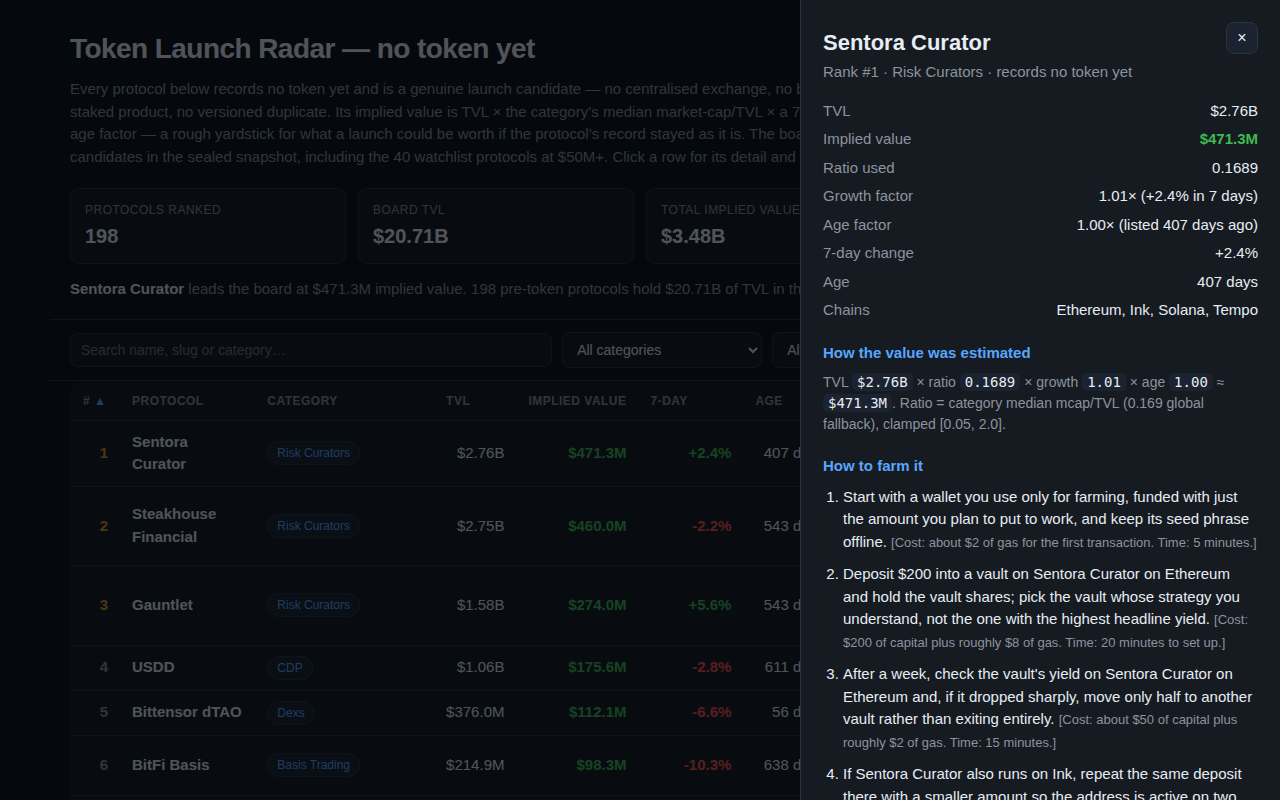 Token Launch Radar — no token yet
Every protocol below records no token yet and is a genuine launch candidate — no centralised exchange, no b
staked product, no versioned duplicate. Its implied value is TVL × the category's median market-cap/TVL × a 7
age factor — a rough yardstick for what a launch could be worth if the protocol's record stayed as it is. The boa
candidates in the sealed snapshot, including the 40 watchlist protocols at $50M+. Click a row for its detail and
PROTOCOLS RANKED
198
BOARD TVL
$20.71B
TOTAL IMPLIED VALUE
$3.48B
Sentora Curator leads the board at $471.3M implied value. 198 pre-token protocols hold $20.71B of TVL in th
Search name, slug or category…
All categories
Al
# ▲ PROTOCOL CATEGORY TVL IMPLIED VALUE 7-DAY AGE
1 Sentora Curator Risk Curators $2.76B $471.3M +2.4% 407 d
2 Steakhouse Financial Risk Curators $2.75B $460.0M -2.2% 543 d
3 Gauntlet Risk Curators $1.58B $274.0M +5.6% 543 d
4 USDD CDP $1.06B $175.6M -2.8% 611 d
5 Bittensor dTAO Dexs $376.0M $112.1M -6.6% 56 d
6 BitFi Basis Basis Trading $214.9M $98.3M -10.3% 638 d
Sentora Curator
×
Rank #1 · Risk Curators · records no token yet
TVL $2.76B
Implied value $471.3M
Ratio used 0.1689
Growth factor 1.01× (+2.4% in 7 days)
Age factor 1.00× (listed 407 days ago)
7-day change +2.4%
Age 407 days
Chains Ethereum, Ink, Solana, Tempo
How the value was estimated
TVL $2.76B × ratio 0.1689 × growth 1.01 × age 1.00 ≈
$471.3M. Ratio = category median mcap/TVL (0.169 global
fallback), clamped [0.05, 2.0].
How to farm it
1. Start with a wallet you use only for farming, funded with just
the amount you plan to put to work, and keep its seed phrase
offline. [Cost: about $2 of gas for the first transaction. Time: 5 minutes.]
2. Deposit $200 into a vault on Sentora Curator on Ethereum
and hold the vault shares; pick the vault whose strategy you
understand, not the one with the highest headline yield. [Cost:
$200 of capital plus roughly $8 of gas. Time: 20 minutes to set up.]
3. After a week, check the vault's yield on Sentora Curator on
Ethereum and, if it dropped sharply, move only half to another
vault rather than exiting entirely. [Cost: about $50 of capital plus
roughly $2 of gas. Time: 15 minutes.]
4. If Sentora Curator also runs on Ink, repeat the same deposit
there with a smaller amount so the address is active on two